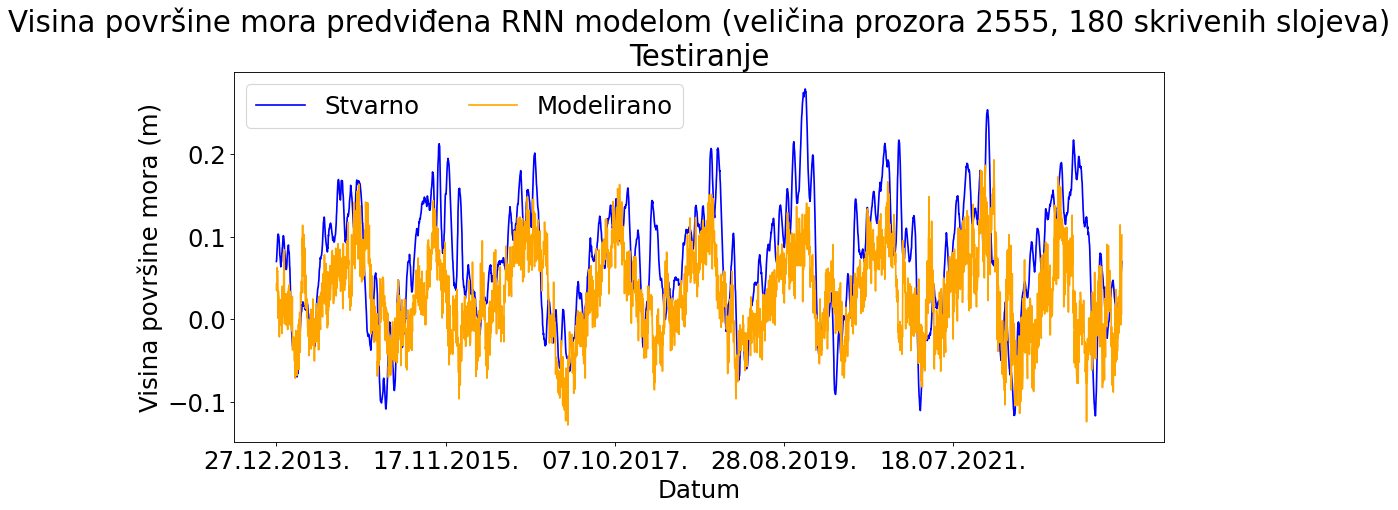 Visina površine mora predviđena RNN modelom (veličina prozora 2555, 180 skrivenih slojeva)
Testiranje
Stvarno
Modelirano
Visina površine mora (m)
0.2
0.1
0.0
−0.1
27.12.2013.
17.11.2015.
07.10.2017.
28.08.2019.
18.07.2021.
Datum